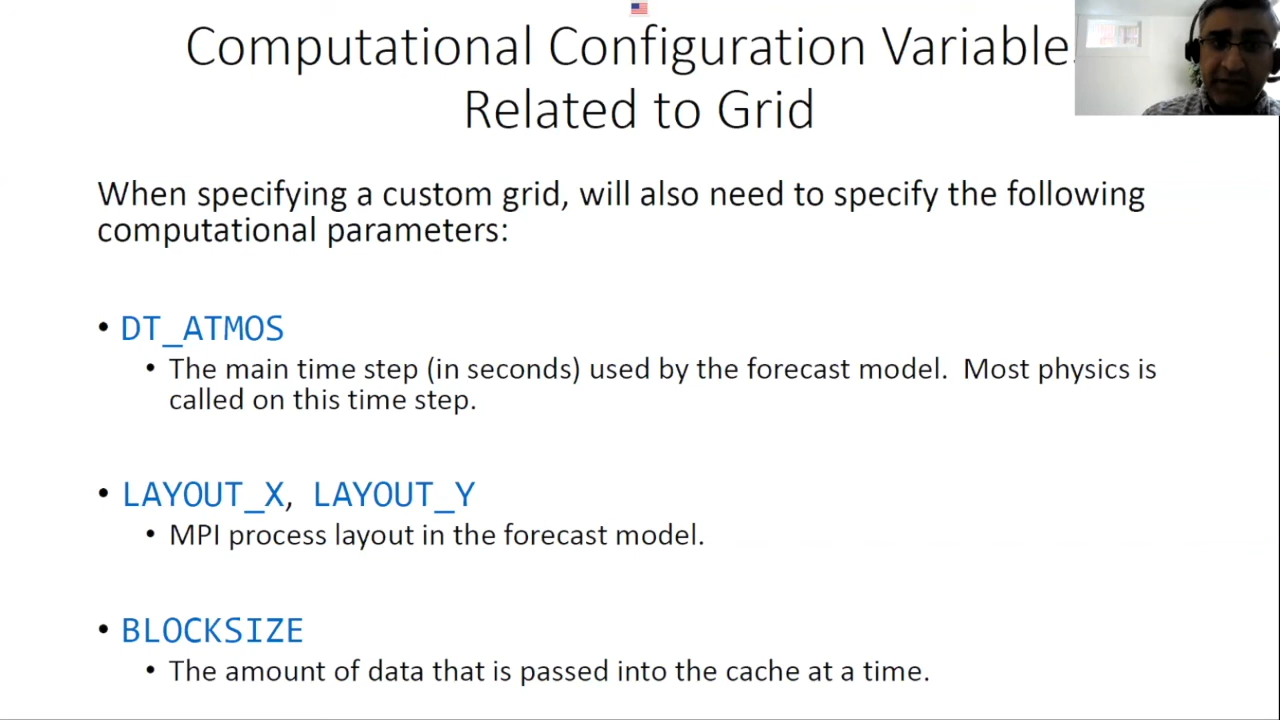 Computational Configuration Variable
Related to Grid
When specifying a custom grid, will also need to specify the following
computational parameters:
• DT_ATMOS
• The main time step (in seconds) used by the forecast model. Most physics is
called on this time step.
• LAYOUT_X, LAYOUT_Y
• MPI process layout in the forecast model.
• BLOCKSIZE
• The amount of data that is passed into the cache at a time.